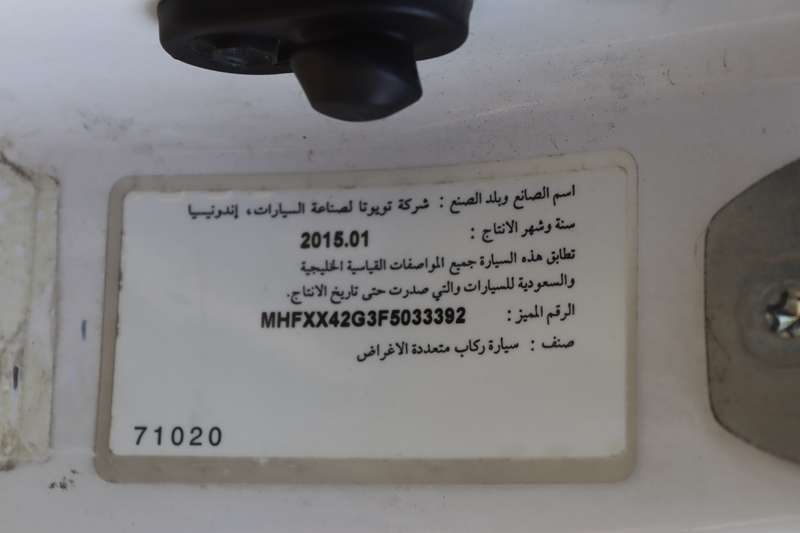 اسم الصانع وبلد الصنع : شركة تويوتا لصناعة السيارات، إندونيسيا
سنة وشهر الانتاج : 2015.01
تطابق هذه السيارة جميع المواصفات القياسية الخليجية
والسعودية للسيارات والتي صدرت حتى تاريخ الانتاج.
الرقم المميز : MHFXX42G3F5033392
صنف : سيارة ركاب متعددة الاغراض
71020